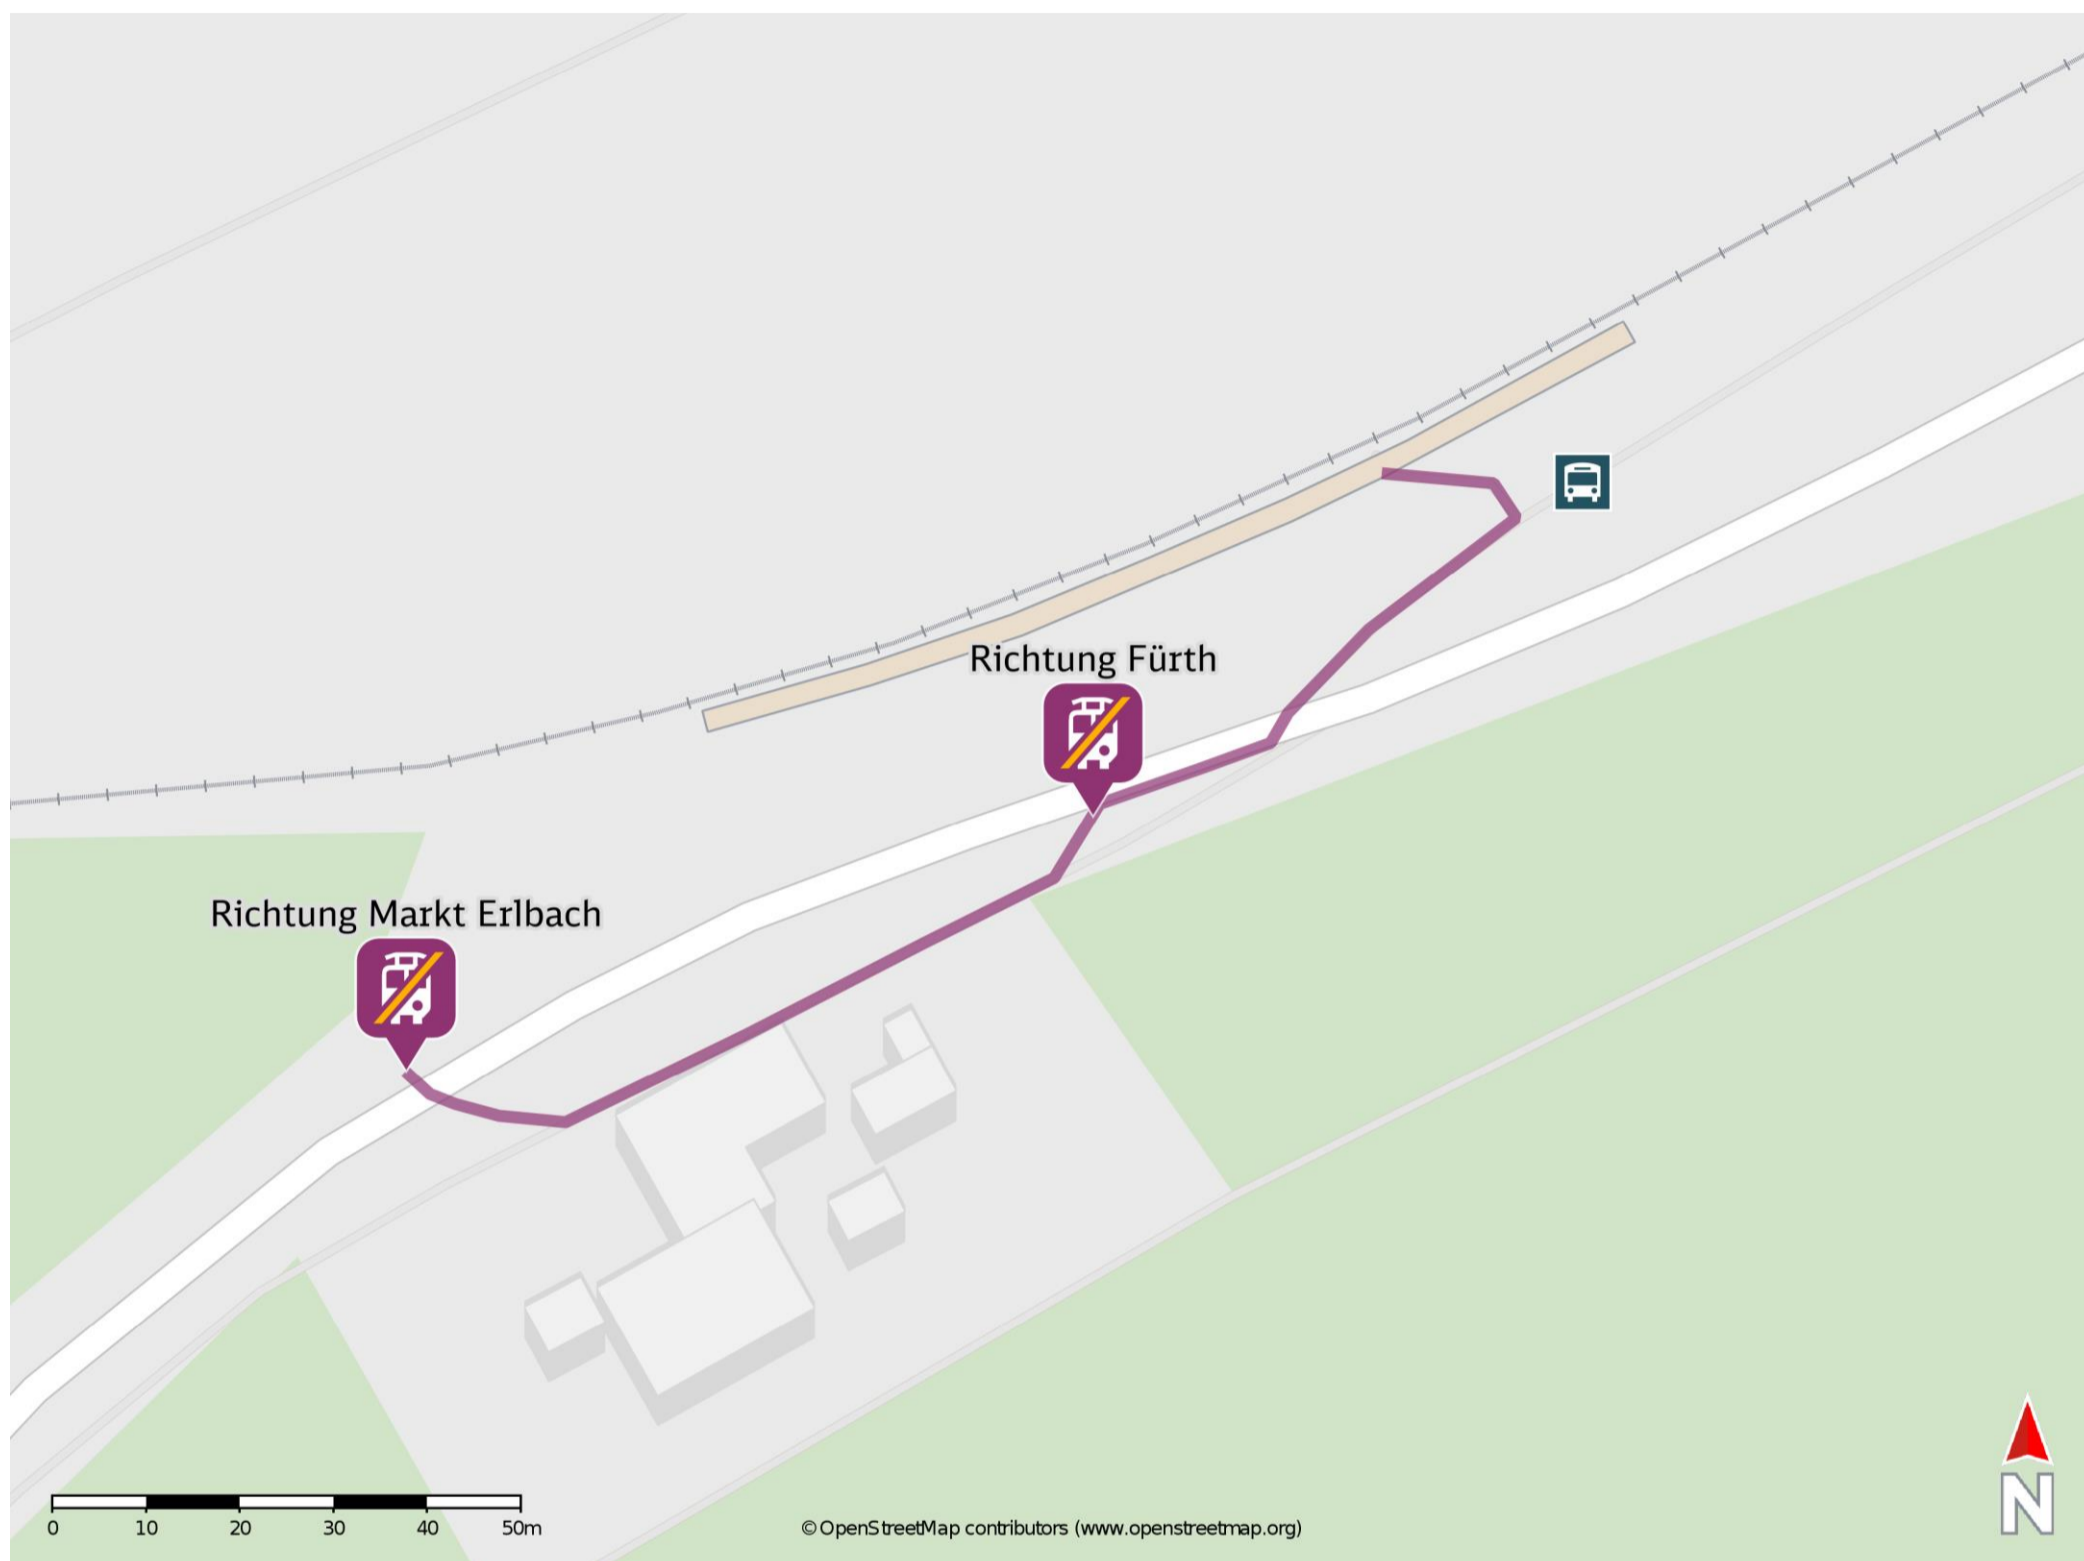 Richtung Fürth
Richtung Markt Erlbach
0 10 20 30 40 50m
© OpenStreetMap contributors (www.openstreetmap.org)
N